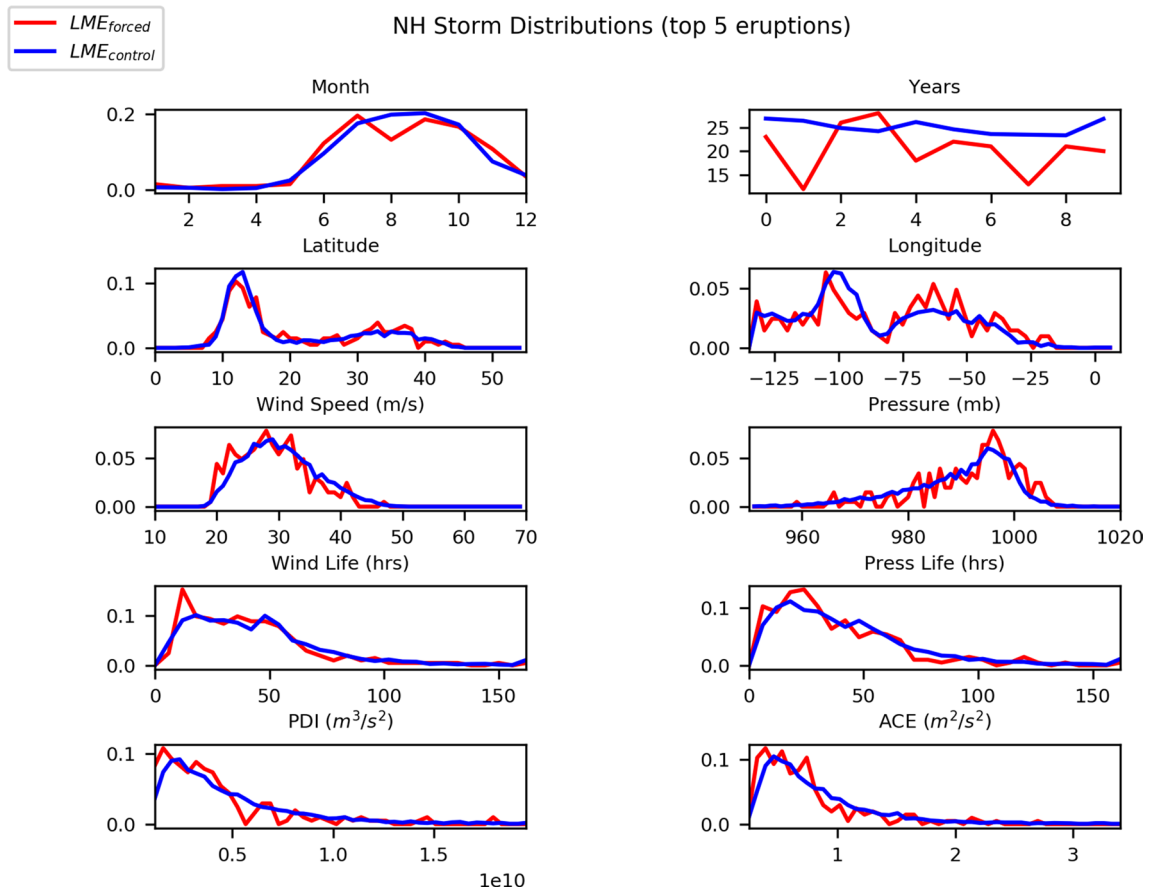 LME_forced
LME_control
NH Storm Distributions (top 5 eruptions)
Month
0.2
0.0
2 4 6 8 10 12
Years
25
20
15
0 2 4 6 8
Latitude
0.1
0.0
0 10 20 30 40 50
Longitude
0.05
0.00
−125 −100 −75 −50 −25 0
Wind Speed (m/s)
0.05
0.00
10 20 30 40 50 60 70
Pressure (mb)
0.05
0.00
960 980 1000 1020
Wind Life (hrs)
0.1
0.0
0 50 100 150
Press Life (hrs)
0.1
0.0
0 50 100 150
PDI (m³/s²)
0.1
0.0
0.5 1.0 1.5
1e10
ACE (m²/s²)
0.1
0.0
1 2 3